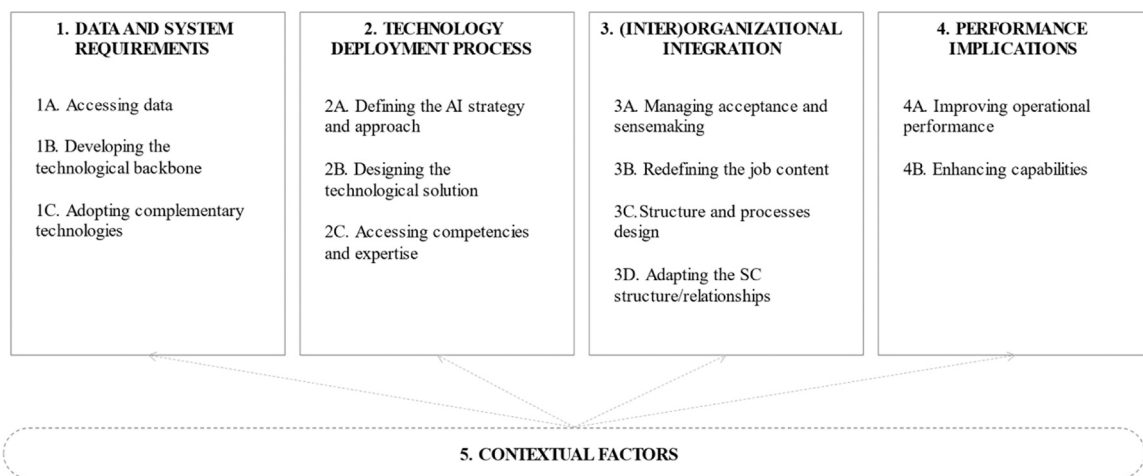 1. DATA AND SYSTEM
REQUIREMENTS
1A. Accessing data
1B. Developing the
technological backbone
1C. Adopting complementary
technologies
2. TECHNOLOGY
DEPLOYMENT PROCESS
2A. Defining the AI strategy
and approach
2B. Designing the
technological solution
2C. Accessing competencies
and expertise
3. (INTER)ORGANIZATIONAL
INTEGRATION
3A. Managing acceptance and
sensemaking
3B. Redefining the job content
3C.Structure and processes
design
3D. Adapting the SC
structure/relationships
4. PERFORMANCE
IMPLICATIONS
4A. Improving operational
performance
4B. Enhancing capabilities
5. CONTEXTUAL FACTORS